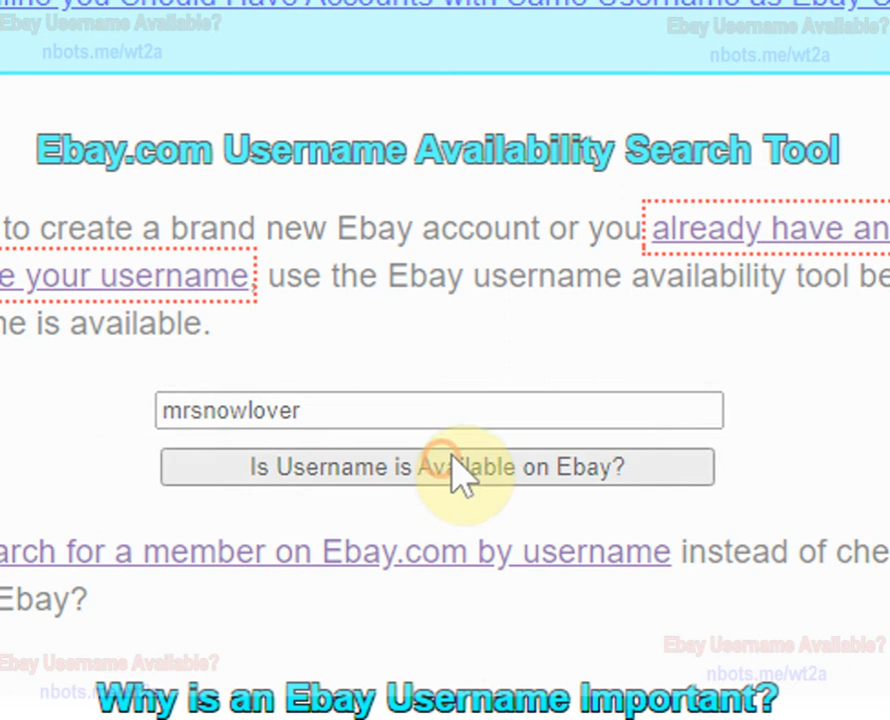 Ebay Username Available?
Ebay Username Available?
nbots.me/wt2a
nbots.me/wt2a
Ebay.com Username Availability Search Tool
to create a brand new Ebay account or you already have an
e your username, use the Ebay username availability tool be
me is available.
mrsnowlover
Is Username is Available on Ebay?
arch for a member on Ebay.com by username instead of che
Ebay?
Ebay Username Available?
Ebay Username Available?
nbots.me/wt2a
Why is an Ebay Username Important?